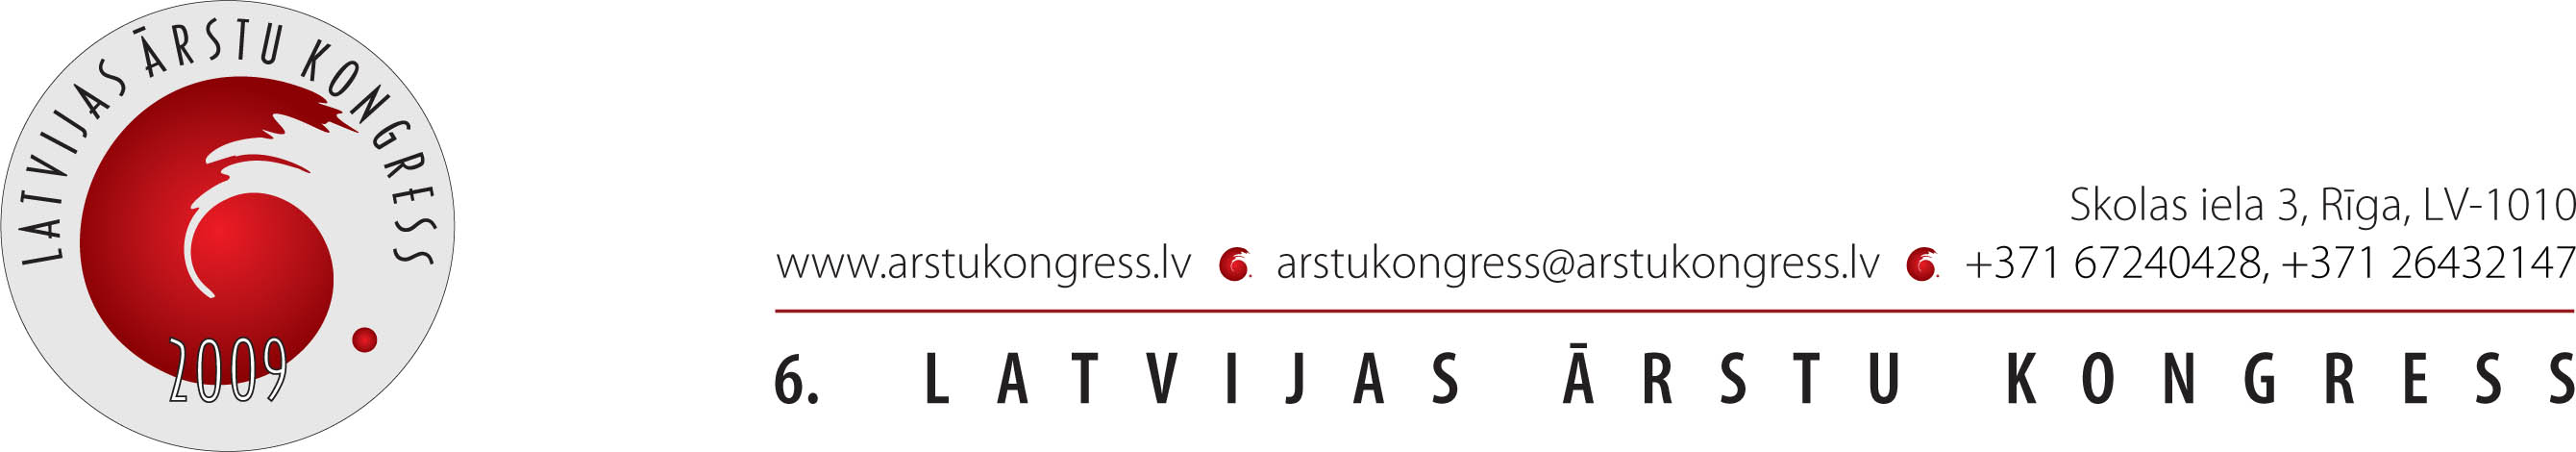 LATVIJAS ĀRSTU KONGRESS
2009
Skolas iela 3, Rīga, LV-1010
www.arstukongress.lv arstukongress@arstukongress.lv +371 67240428, +371 26432147
6. LATVIJAS ĀRSTU KONGRESS